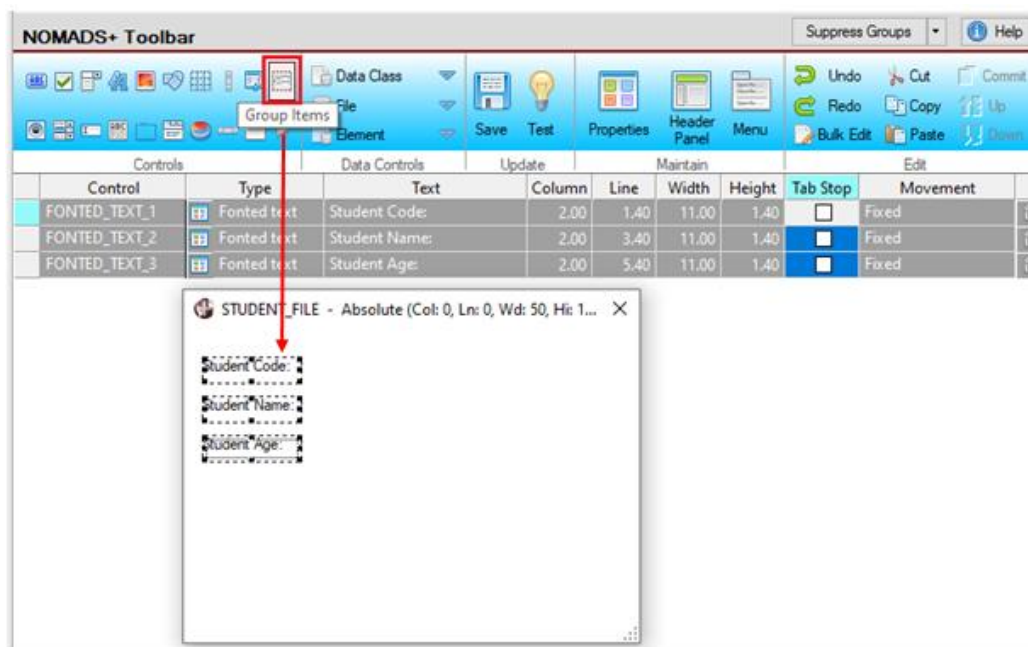 NOMADS+ Toolbar
Suppress Groups
Help
Data Class
Undo
Cut
Commit
Group Items
File
Redo
Copy
Up
Element
Save
Test
Properties
Header
Panel
Menu
Bulk Edit
Paste
Down
Controls
Data Controls
Update
Maintain
Edit
Control Type Text Column Line Width Height Tab Stop Movement
FONTED_TEXT_1 Fonted text Student Code: 2.00 1.40 11.00 1.40 Fixed
FONTED_TEXT_2 Fonted text Student Name: 2.00 3.40 11.00 1.40 Fixed
FONTED_TEXT_3 Fonted text Student Age: 2.00 5.40 11.00 1.40 Fixed
STUDENT_FILE - Absolute (Col: 0, Ln: 0, Wd: 50, Hi: 1...
Student Code:
Student Name:
Student Age: